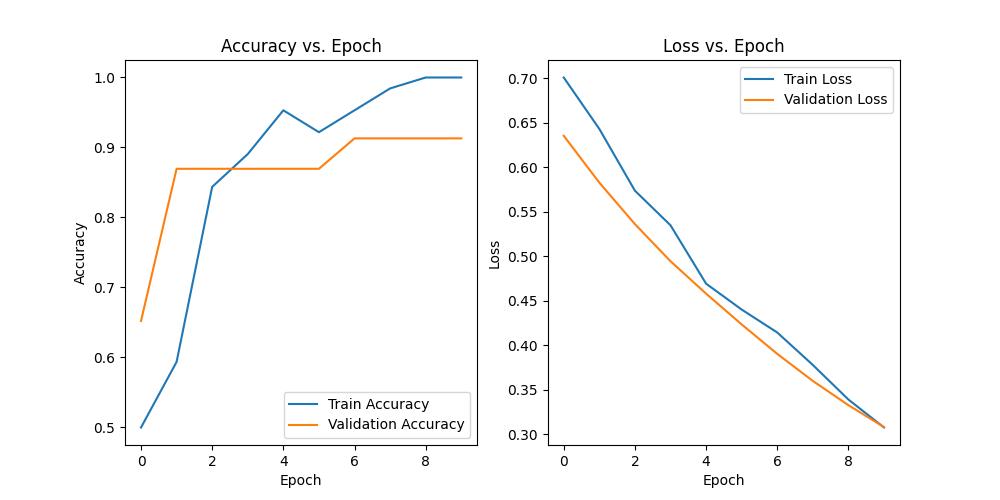 Accuracy vs. Epoch
1.0
0.9
0.8
0.7
0.6
0.5
Accuracy
0 2 4 6 8
Epoch
Train Accuracy
Validation Accuracy
Loss vs. Epoch
0.70
0.65
0.60
0.55
0.50
0.45
0.40
0.35
0.30
Loss
0 2 4 6 8
Epoch
Train Loss
Validation Loss